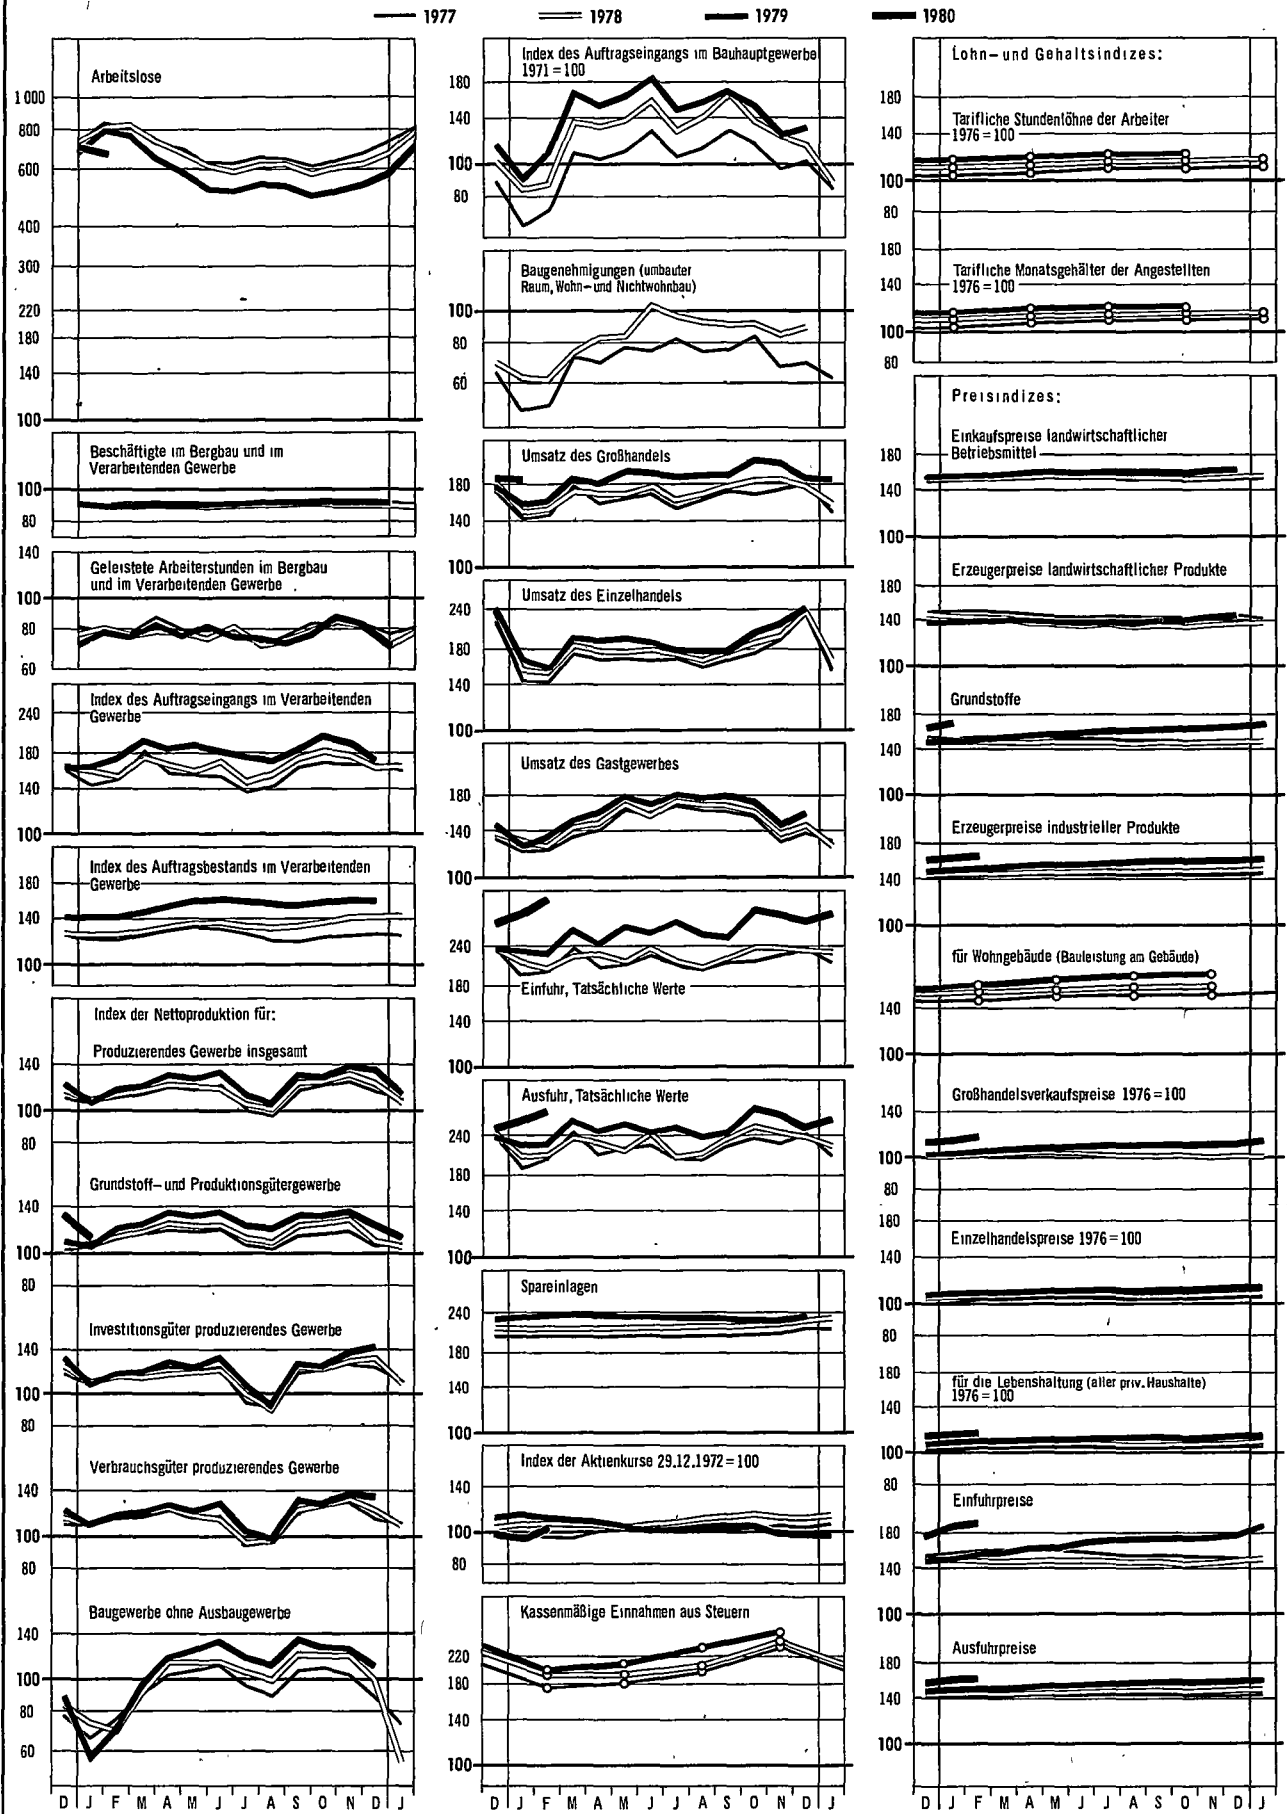 1977 1978 1979 1980
Arbeitslose
1 000
800
600
400
300
220
180
140
100
Beschäftigte im Bergbau und im
Verarbeitenden Gewerbe
100
80
140
Geleistete Arbeiterstunden im Bergbau
und im Verarbeitenden Gewerbe
100
80
60
Index des Auftragseingangs im Verarbeitenden
240
Gewerbe
180
140
100
Index des Auftragsbestands im Verarbeitenden
180
Gewerbe
140
100
Index der Nettoproduktion für:
Produzierendes Gewerbe insgesamt
140
100
80
Grundstoff- und Produktionsgütergewerbe
140
100
80
Investitionsgüter produzierendes Gewerbe
140
100
80
Verbrauchsgüter produzierendes Gewerbe
140
100
80
Baugewerbe ohne Ausbaugewerbe
140
100
80
60
D J F M A M J J A S O N D J
Index des Auftragseingangs im Bauhauptgewerbe
1971 = 100
180
140
100
80
Baugenehmigungen (umbauter
Raum, Wohn- und Nichtwohnbau)
100
80
60
Umsatz des Großhandels
180
140
100
Umsatz des Einzelhandels
240
180
140
100
Umsatz des Gastgewerbes
180
140
100
240
180
Einfuhr, Tatsächliche Werte
140
100
Ausfuhr, Tatsächliche Werte
240
180
140
100
Spareinlagen
240
180
140
100
Index der Aktienkurse 29.12.1972 = 100
140
100
80
Kassenmäßige Einnahmen aus Steuern
220
180
140
100
D J F M A M J J A S O N D J
Lohn- und Gehaltsindizes:
180
Tarifliche Stundenlöhne der Arbeiter
140
1976 = 100
100
80
180
Tarifliche Monatsgehälter der Angestellten
140
1976 = 100
100
80
Preisindizes:
Einkaufspreise landwirtschaftlicher
Betriebsmittel
180
140
100
Erzeugerpreise landwirtschaftlicher Produkte
180
140
100
Grundstoffe
180
140
100
Erzeugerpreise industrieller Produkte
180
140
100
für Wohngebäude (Bauleistung am Gebäude)
140
100
Großhandelsverkaufspreise 1976 = 100
140
100
80
180
Einzelhandelspreise 1976 = 100
140
100
80
180
für die Lebenshaltung (aller priv. Haushalte)
1976 = 100
140
100
80
Einfuhrpreise
180
140
100
Ausfuhrpreise
180
140
100
D J F M A M J J A S O N D J